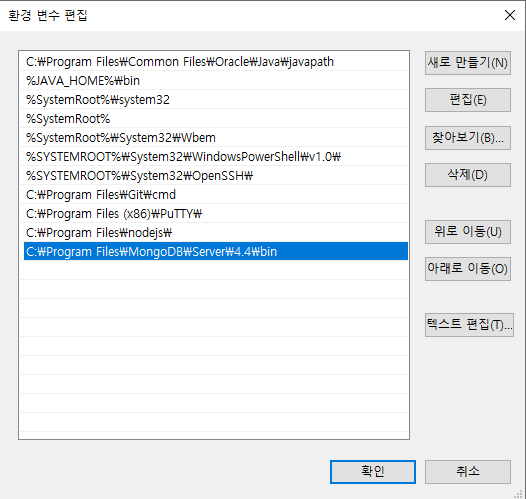 환경 변수 편집
C:₩Program Files₩Common Files₩Oracle₩Java₩javapath
%JAVA_HOME%₩bin
%SystemRoot%₩system32
%SystemRoot%
%SystemRoot%₩System32₩Wbem
%SYSTEMROOT%₩System32₩WindowsPowerShell₩v1.0₩
%SYSTEMROOT%₩System32₩OpenSSH₩
C:₩Program Files₩Git₩cmd
C:₩Program Files (x86)₩PuTTY₩
C:₩Program Files₩nodejs₩
C:₩Program Files₩MongoDB₩Server₩4.4₩bin
새로 만들기(N)
편집(E)
찾아보기(B)...
삭제(D)
위로 이동(U)
아래로 이동(O)
텍스트 편집(T)...
확인
취소